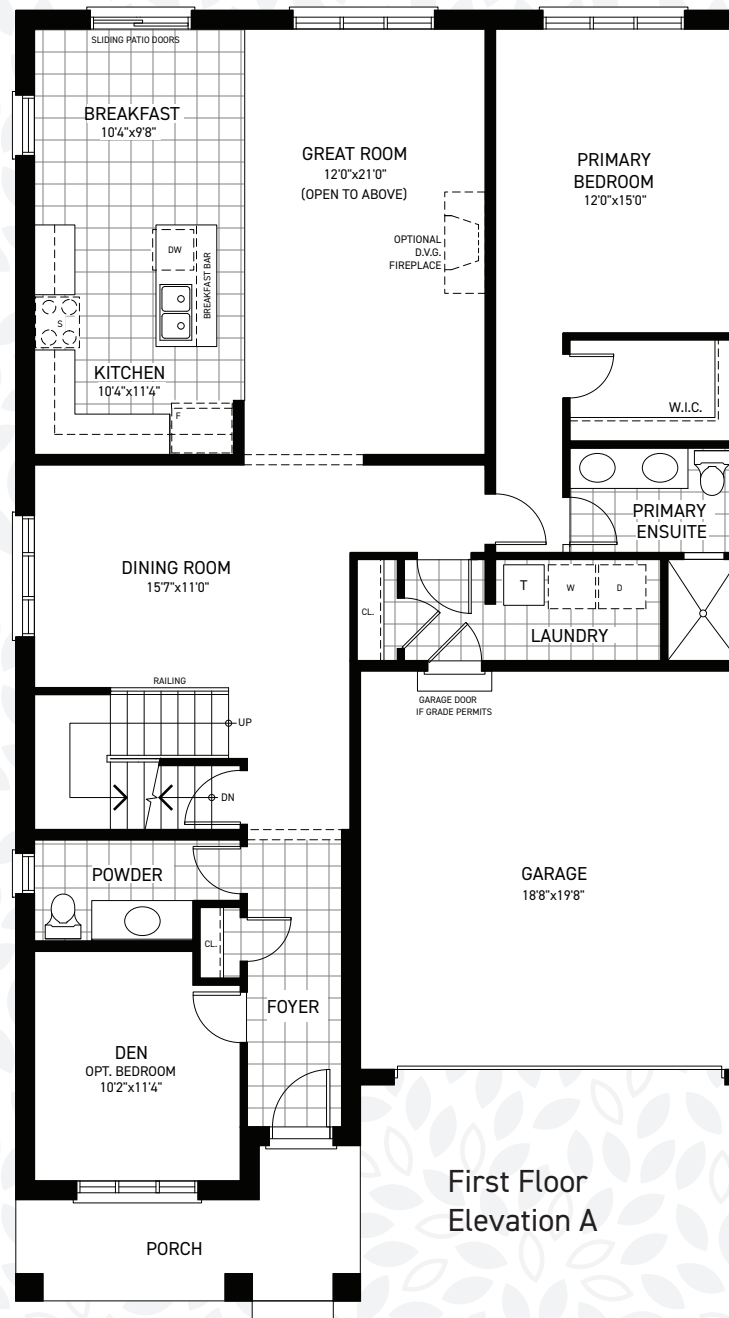 SLIDING PATIO DOORS
BREAKFAST
10'4"x9'8"
GREAT ROOM
12'0"x21'0"
(OPEN TO ABOVE)
PRIMARY
BEDROOM
12'0"x15'0"
OPTIONAL
D.V.G.
FIREPLACE
DW
BREAKFAST BAR
S
KITCHEN
10'4"x11'4"
F
W.I.C.
PRIMARY
ENSUITE
DINING ROOM
15'7"x11'0"
CL.
T
W
D
LAUNDRY
RAILING
GARAGE DOOR
IF GRADE PERMITS
UP
DN
POWDER
GARAGE
18'8"x19'8"
CL.
FOYER
DEN
OPT. BEDROOM
10'2"x11'4"
First Floor
Elevation A
PORCH